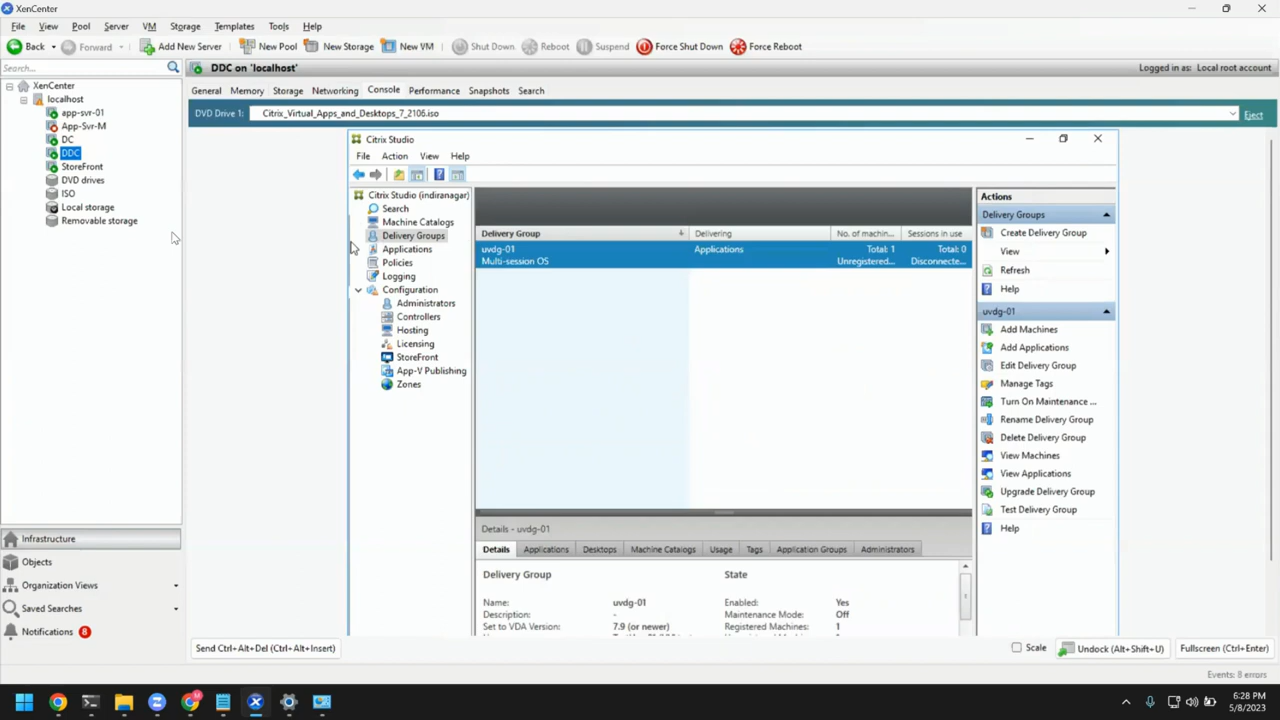 XenCenter
File View Pool Server VM Storage Templates Tools Help
Back Forward Add New Server New Pool New Storage New VM Shut Down Reboot Suspend Force Shut Down Force Reboot
Search...
DDC on 'localhost'
Logged in as: Local root account
XenCenter
localhost
app-svr-01
App-Svr-M
DC
DDC
StoreFront
DVD drives
ISO
Local storage
Removable storage
General Memory Storage Networking Console Performance Snapshots Search
DVD Drive 1: Citrix_Virtual_Apps_and_Desktops_7_2106.iso Eject
Citrix Studio
File Action View Help
Citrix Studio (indiranagar)
Search
Machine Catalogs
Delivery Groups
Applications
Policies
Logging
Configuration
Administrators
Controllers
Hosting
Licensing
StoreFront
App-V Publishing
Zones
Delivery Group Delivering No. of machin... Sessions in use
uvdg-01 Applications Total: 1 Total: 0
Multi-session OS Unregistered... Disconnecte...
Details - uvdg-01
Details Applications Desktops Machine Catalogs Usage Tags Application Groups Administrators
Delivery Group State
Name: uvdg-01 Enabled: Yes
Description: - Maintenance Mode: Off
Set to VDA Version: 7.9 (or newer) Registered Machines: 1
Actions
Delivery Groups
Create Delivery Group
View
Refresh
Help
uvdg-01
Add Machines
Add Applications
Edit Delivery Group
Manage Tags
Turn On Maintenance ...
Rename Delivery Group
Delete Delivery Group
View Machines
View Applications
Upgrade Delivery Group
Test Delivery Group
Help
Infrastructure
Objects
Organization Views
Saved Searches
Notifications 8
Send Ctrl+Alt+Del (Ctrl+Alt+Insert)
Scale Undock (Alt+Shift+U) Fullscreen (Ctrl+Enter)
Events: 8 errors
6:28 PM
5/8/2023